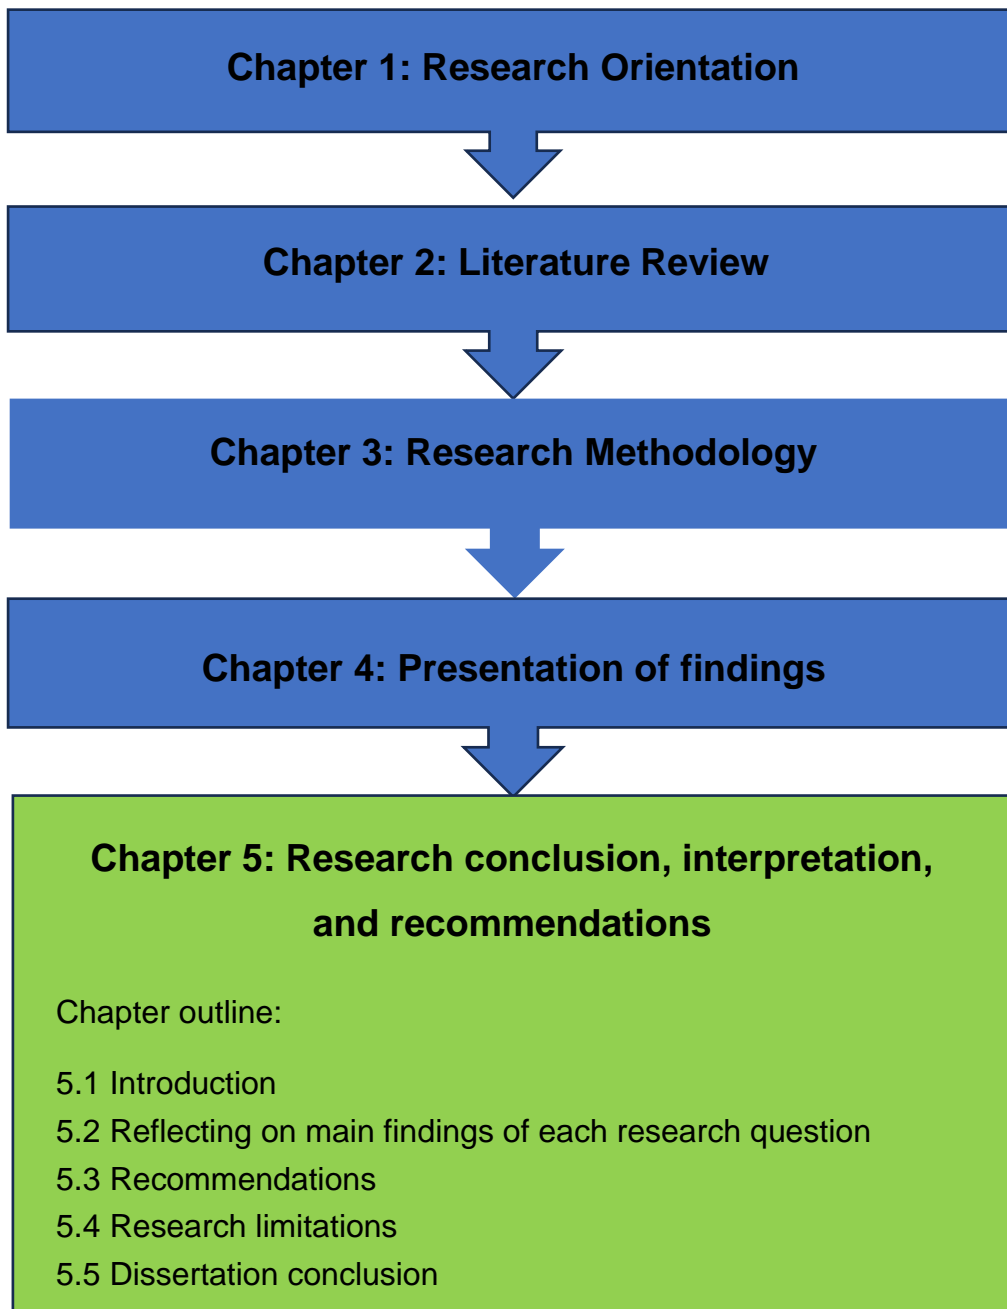 Chapter 1: Research Orientation
Chapter 2: Literature Review
Chapter 3: Research Methodology
Chapter 4: Presentation of findings
Chapter 5: Research conclusion, interpretation,
and recommendations
Chapter outline:
5.1 Introduction
5.2 Reflecting on main findings of each research question
5.3 Recommendations
5.4 Research limitations
5.5 Dissertation conclusion